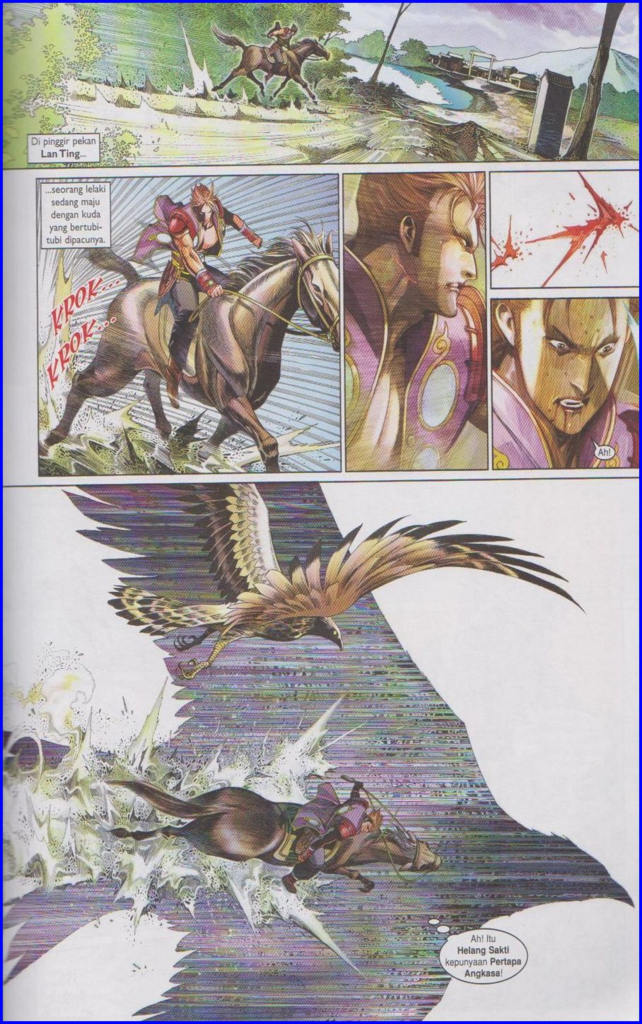 Di pinggir pekan
Lan Ting...
...seorang lelaki
sedang maju
dengan kuda
yang bertubi-
tubi dipacunya.
KROK...
KROK...
Ah!
Ah! Itu
Helang Sakti
kepunyaan Pertapa
Angkasa!